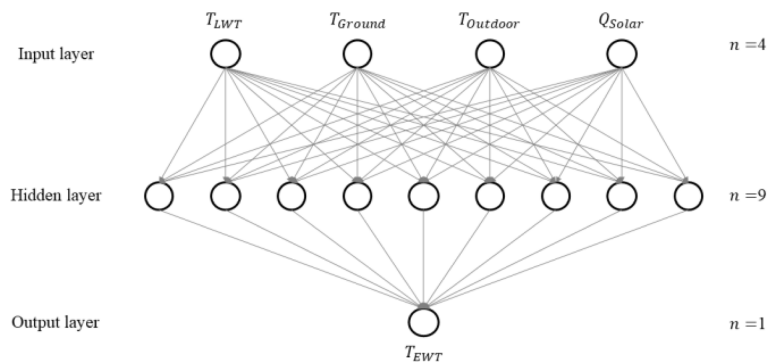 T_LWT T_Ground T_Outdoor Q_Solar
Input layer n = 4
Hidden layer n =9
Output layer n =1
T_EWT